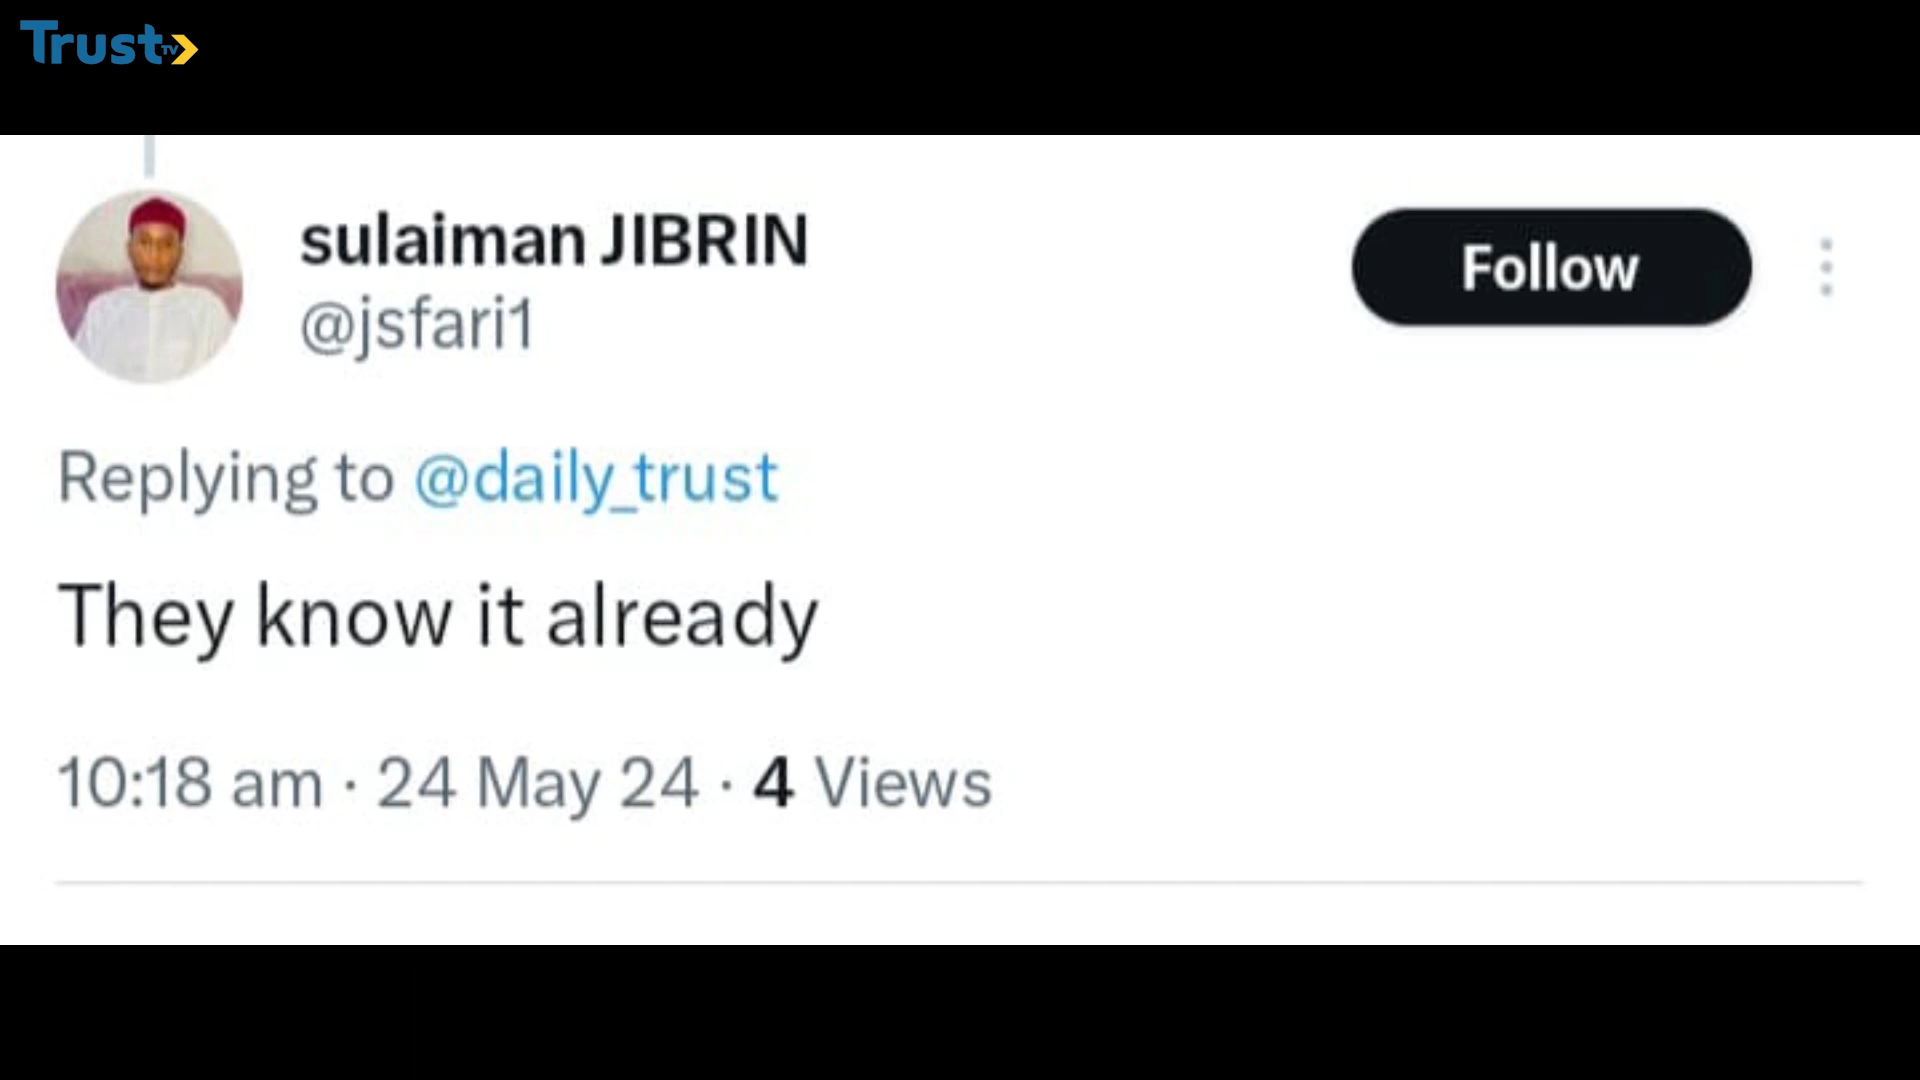 Trust TV
sulaiman JIBRIN
@jsfari1
Follow
Replying to @daily_trust
They know it already
10:18 am · 24 May 24 · 4 Views